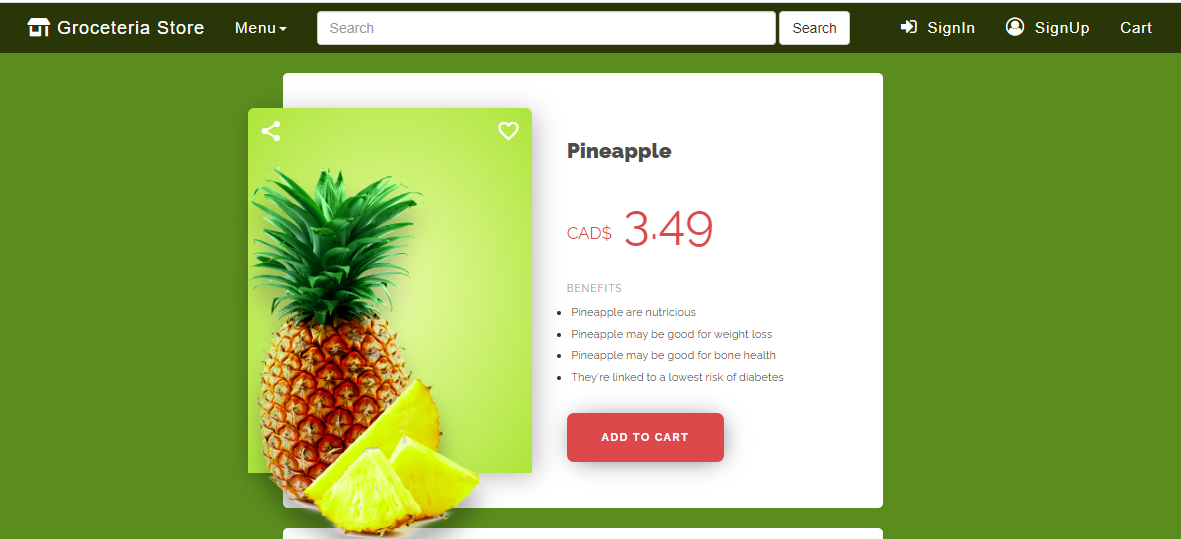 Groceteria Store Menu Search Search SignIn SignUp Cart
Pineapple
CAD$ 3.49
BENEFITS
Pineapple are nutricious
Pineapple may be good for weight loss
Pineapple may be good for bone health
They're linked to a lowest risk of diabetes
ADD TO CART